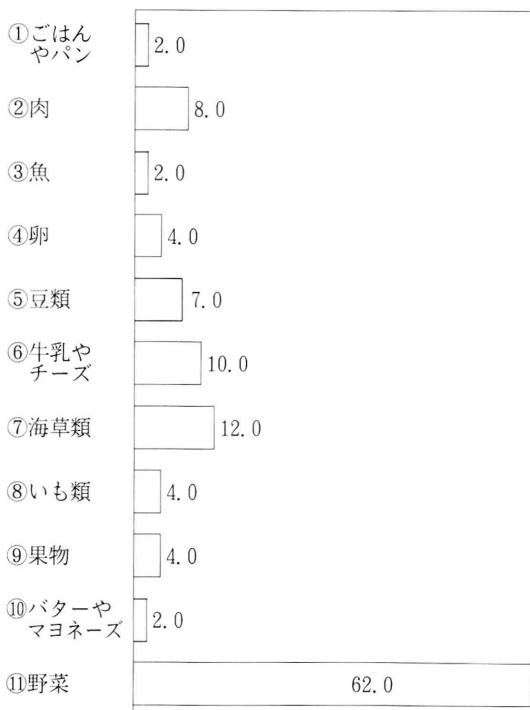 ①ごはん
やパン
2.0
②肉
8.0
③魚
2.0
④卵
4.0
⑤豆類
7.0
⑥牛乳や
チーズ
10.0
⑦海草類
12.0
⑧いも類
4.0
⑨果物
4.0
⑩バターや
マヨネーズ
2.0
⑪野菜
62.0